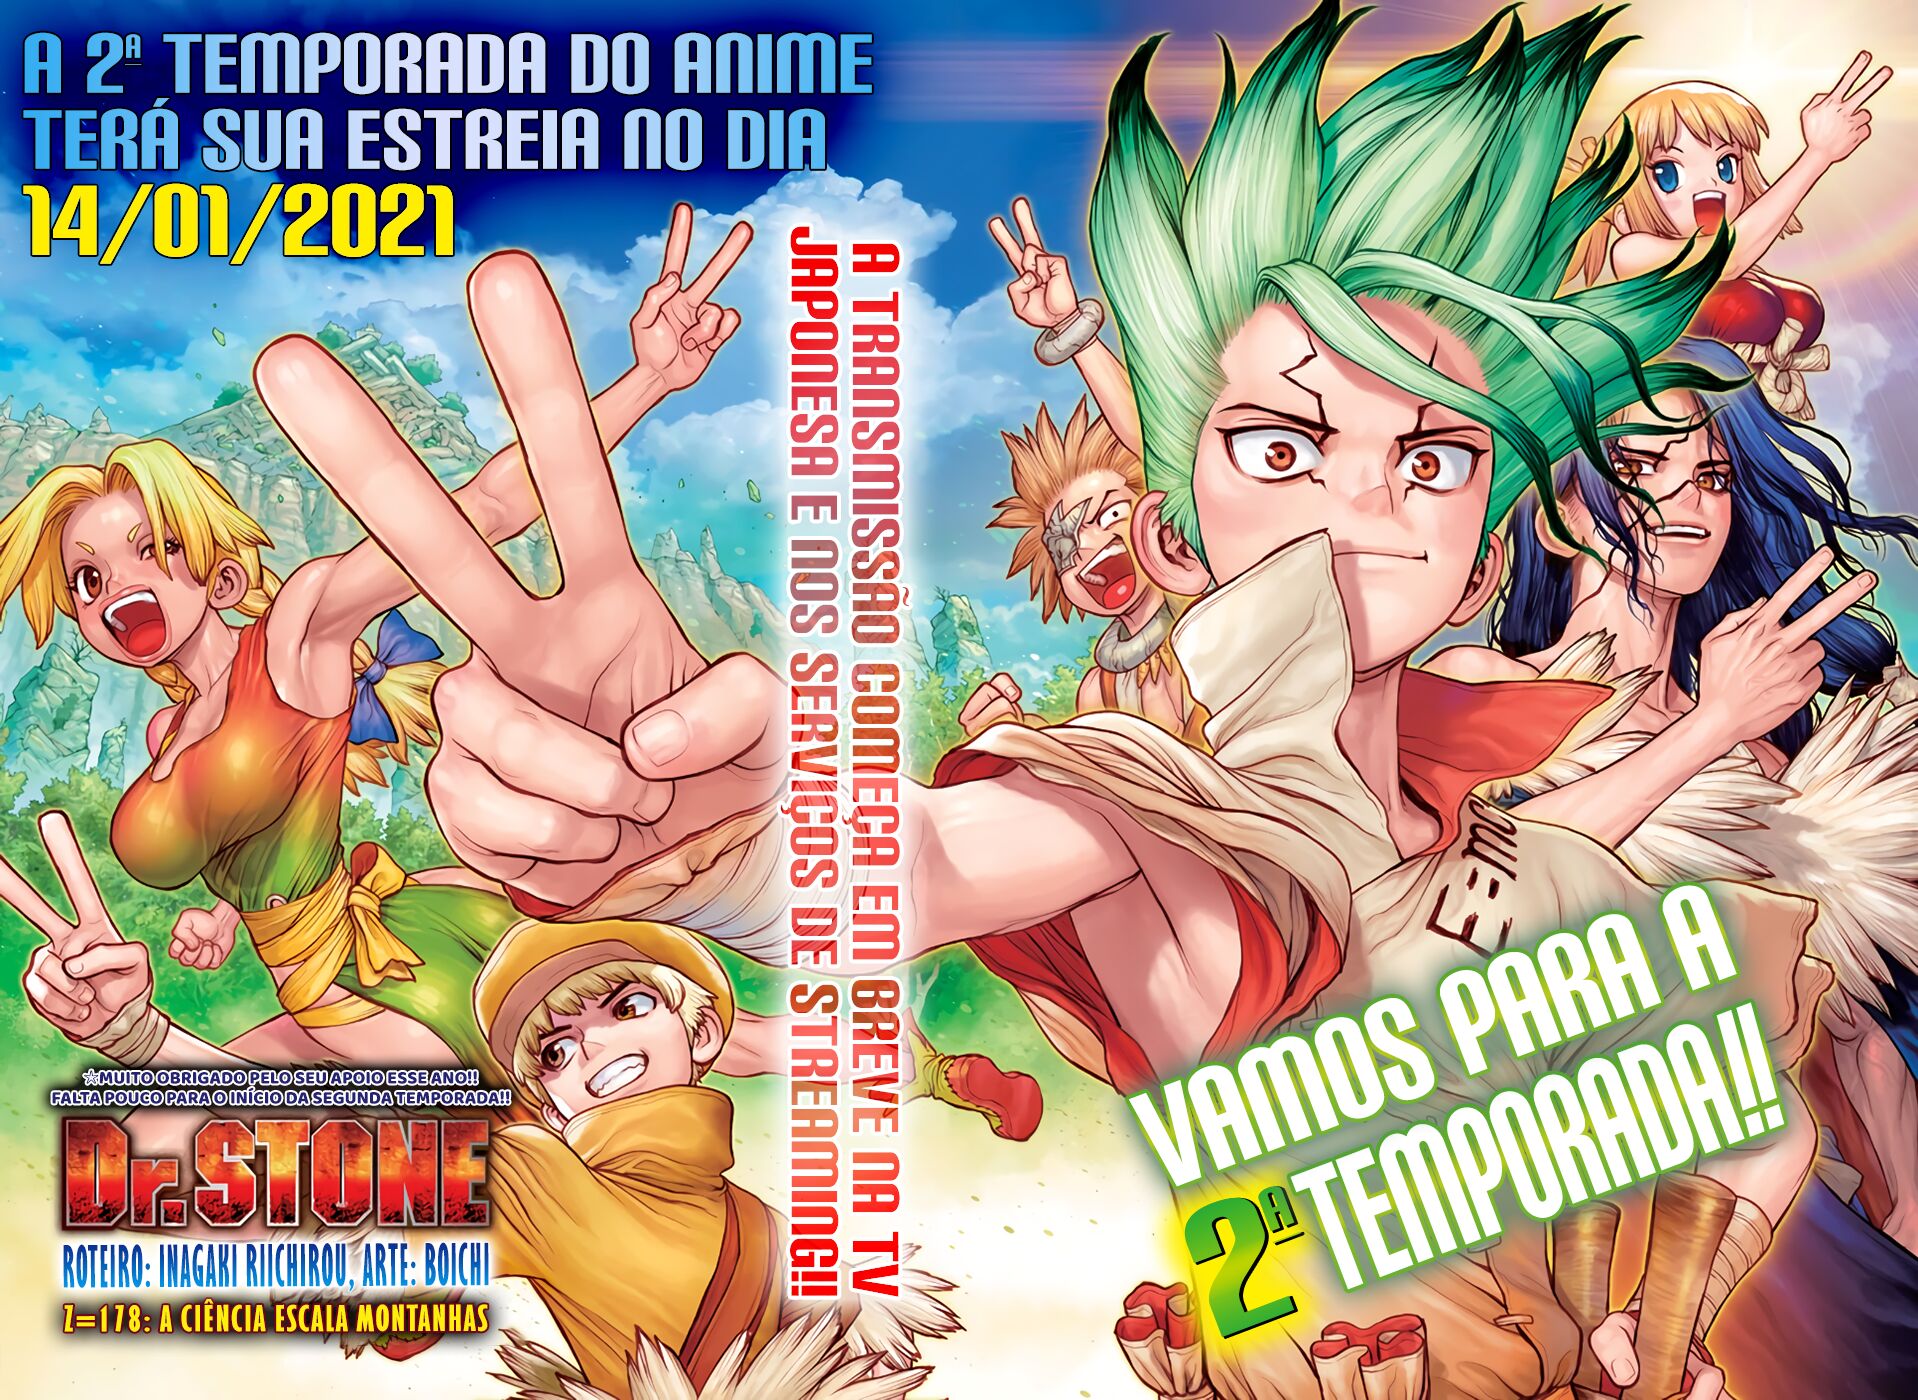 A 2ª TEMPORADA DO ANIME
TERÁ SUA ESTREIA NO DIA
14/01/2021
A TRANSMISSÃO COMEÇA EM BREVE NA TV
JAPONESA E NOS SERVIÇOS DE STREAMING!!
E=mc
VAMOS PARA A
2ª TEMPORADA!!
☆MUITO OBRIGADO PELO SEU APOIO ESSE ANO!!
FALTA POUCO PARA O INÍCIO DA SEGUNDA TEMPORADA!!
Dr.STONE
ROTEIRO: INAGAKI RIICHIROU, ARTE: BOICHI
Z=178: A CIÊNCIA ESCALA MONTANHAS